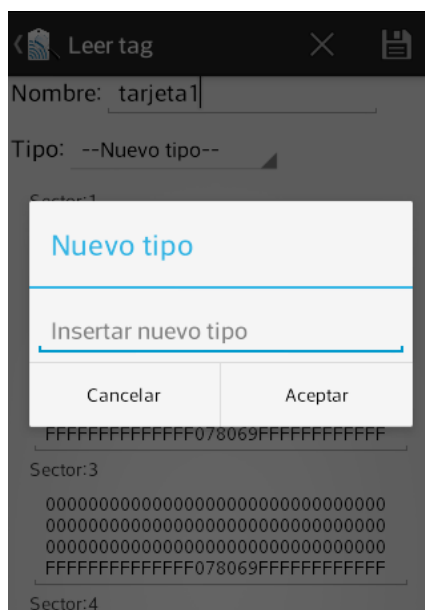 Leer tag
Nombre: tarjeta1
Tipo: --Nuevo tipo--
Sector:1
Nuevo tipo
Insertar nuevo tipo
Cancelar Aceptar
FFFFFFFFFFFFFF078069FFFFFFFFFFFF
Sector:3
00000000000000000000000000000000
00000000000000000000000000000000
00000000000000000000000000000000
FFFFFFFFFFFFFF078069FFFFFFFFFFFF
Sector:4